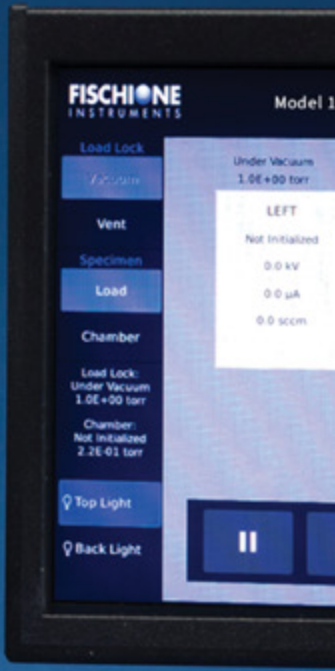 FISCHIONE
INSTRUMENTS
Model 1
Load Lock
Vacuum
Vent
Specimen
Load
Chamber
Load Lock:
Under Vacuum
1.0E+00 torr
Chamber:
Not Initialized
2.2E-01 torr
Top Light
Back Light
Under Vacuum
1.0E+00 torr
LEFT
Not Initialized
0.0 kV
0.0 µA
0.0 sccm